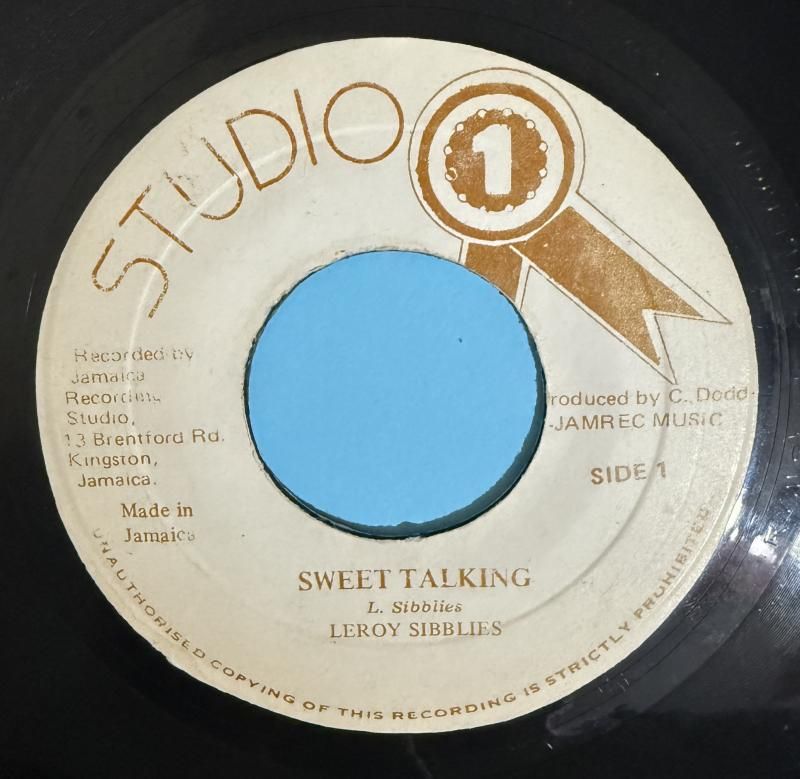 STUDIO
1
Recorded by
Jamaica
Recording
Studio,
13 Brentford Rd.
Kingston,
Jamaica.
Made in
Jamaica
roduced by C. Dodd
JAMREC MUSIC
SIDE 1
SWEET TALKING
L. Sibblies
LEROY SIBBLIES
UNAUTHORISED COPYING OF THIS RECORDING IS STRICTLY PROHIBITED